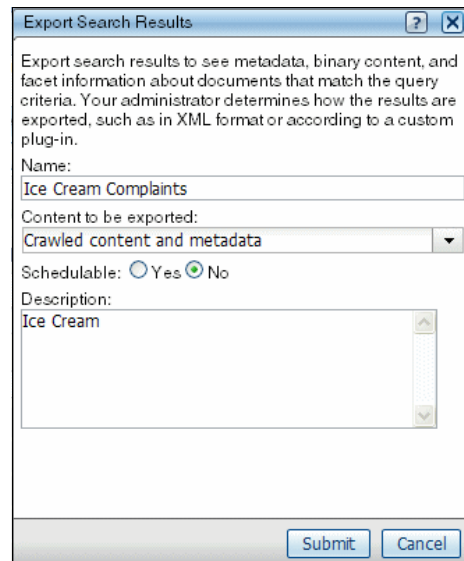 Export Search Results ? X
Export search results to see metadata, binary content, and
facet information about documents that match the query
criteria. Your administrator determines how the results are
exported, such as in XML format or according to a custom
plug-in.
Name:
Ice Cream Complaints
Content to be exported:
Crawled content and metadata
Schedulable: Yes No
Description:
Ice Cream
Submit Cancel